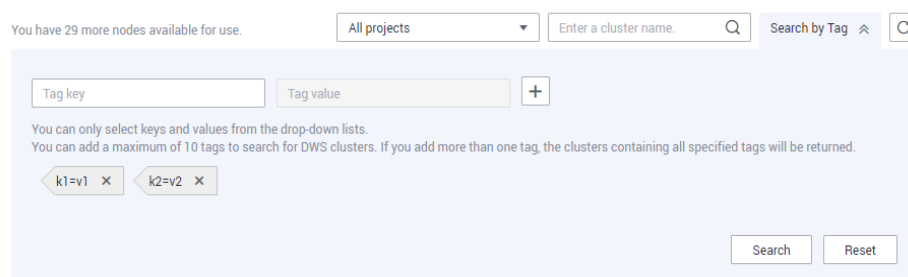 You have 29 more nodes available for use.
All projects
Enter a cluster name.
Search by Tag
Tag key
Tag value
You can only select keys and values from the drop-down lists.
You can add a maximum of 10 tags to search for DWS clusters. If you add more than one tag, the clusters containing all specified tags will be returned.
k1=v1
k2=v2
Search
Reset